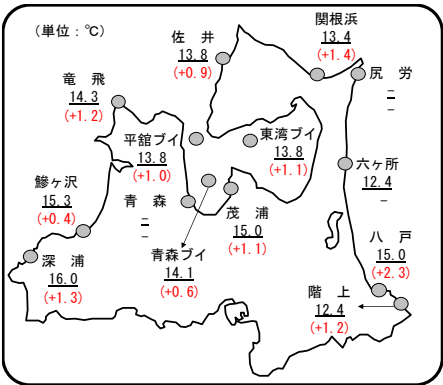 （単位：℃）
佐井
13.8
(+0.9)
関根浜
13.4
(+1.4)
尻労
－
－
竜飛
14.3
(+1.2)
平舘ブイ
13.8
(+1.0)
東湾ブイ
13.8
(+1.1)
六ヶ所
12.4
－
鰺ヶ沢
15.3
(+0.4)
青森
－
－
茂浦
15.0
(+1.1)
八戸
15.0
(+2.3)
深浦
16.0
(+1.3)
青森ブイ
14.1
(+0.6)
階上
12.4
(+1.2)